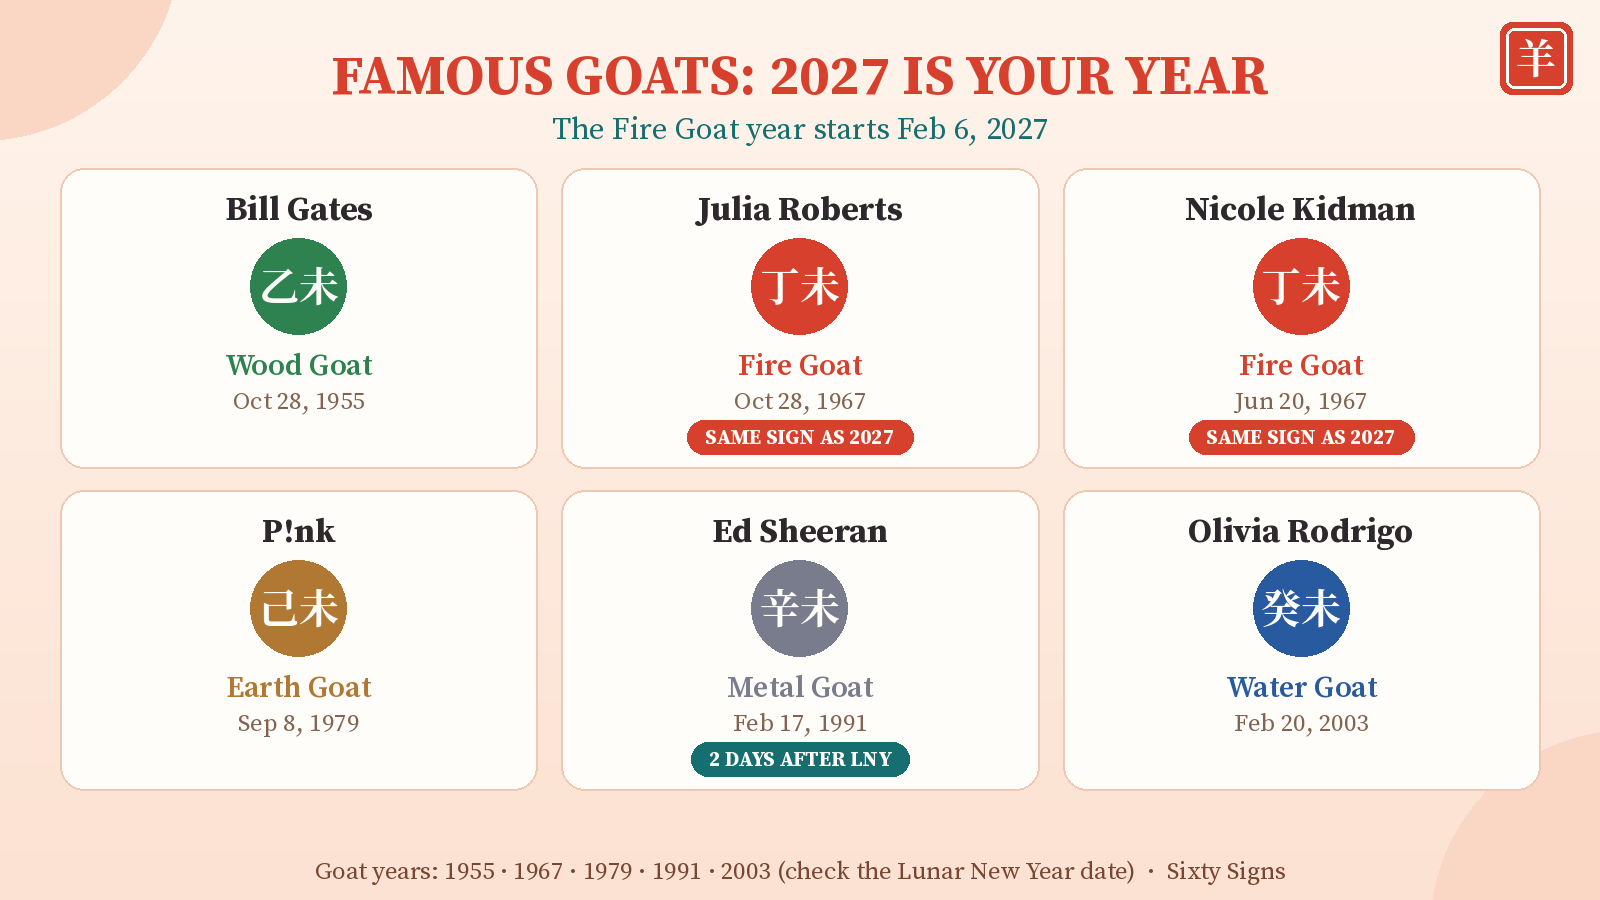 羊
FAMOUS GOATS: 2027 IS YOUR YEAR
The Fire Goat year starts Feb 6, 2027
Bill Gates
乙未
Wood Goat
Oct 28, 1955
Julia Roberts
丁未
Fire Goat
Oct 28, 1967
SAME SIGN AS 2027
Nicole Kidman
丁未
Fire Goat
Jun 20, 1967
SAME SIGN AS 2027
P!nk
己未
Earth Goat
Sep 8, 1979
Ed Sheeran
辛未
Metal Goat
Feb 17, 1991
2 DAYS AFTER LNY
Olivia Rodrigo
癸未
Water Goat
Feb 20, 2003
Goat years: 1955 · 1967 · 1979 · 1991 · 2003 (check the Lunar New Year date) · Sixty Signs